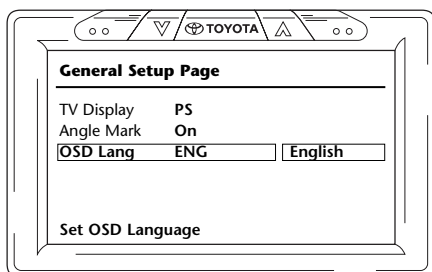 TOYOTA
General Setup Page
TV Display PS
Angle Mark On
OSD Lang ENG English
Set OSD Language